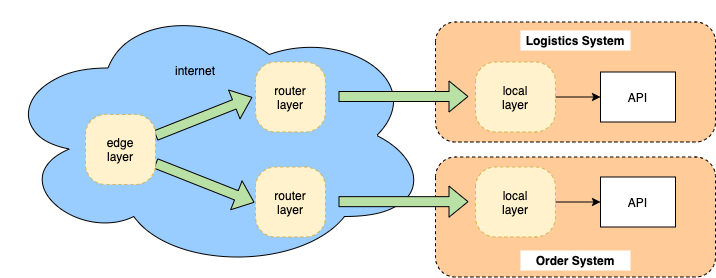 internet
edge
layer
router
layer
router
layer
Logistics System
local
layer
API
local
layer
API
Order System